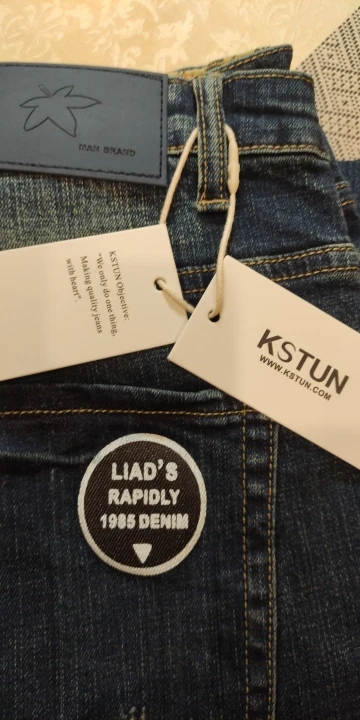 MAN BRAND
KSTUN Objective:
"We only do one thing,
Making quality jeans
with heart".
KSTUN
WWW.KSTUN.COM
LIAD'S
RAPIDLY
1985 DENIM